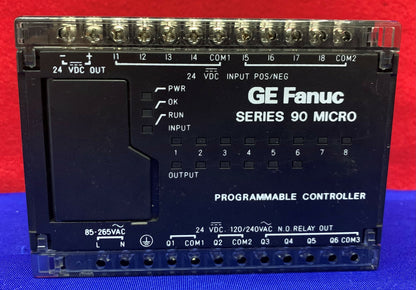 24 VDC OUT I1 I2 I3 I4 COM1 I5 I6 I7 I8 COM2
24 VDC INPUT POS/NEG
PWR
OK
RUN
INPUT
GE Fanuc
SERIES 90 MICRO
1 2 3 4 5 6 7 8
OUTPUT
PROGRAMMABLE CONTROLLER
85-265VAC 24 VDC. 120/240VAC N.O.RELAY OUT
L N Q1 COM1 Q2 COM2 Q3 Q4 Q5 Q6 COM3